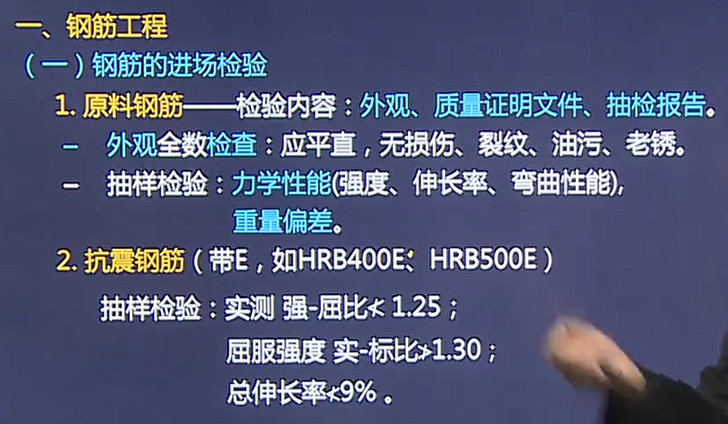 一、钢筋工程
（一）钢筋的进场检验
1. 原料钢筋——检验内容：外观、质量证明文件、抽检报告。
– 外观全数检查：应平直，无损伤、裂纹、油污、老锈。
– 抽样检验：力学性能(强度、伸长率、弯曲性能),
重量偏差。
2. 抗震钢筋（带E，如HRB400E、HRB500E）
抽样检验：实测 强-屈比≮ 1.25；
屈服强度 实-标比≯1.30；
总伸长率≮9% 。